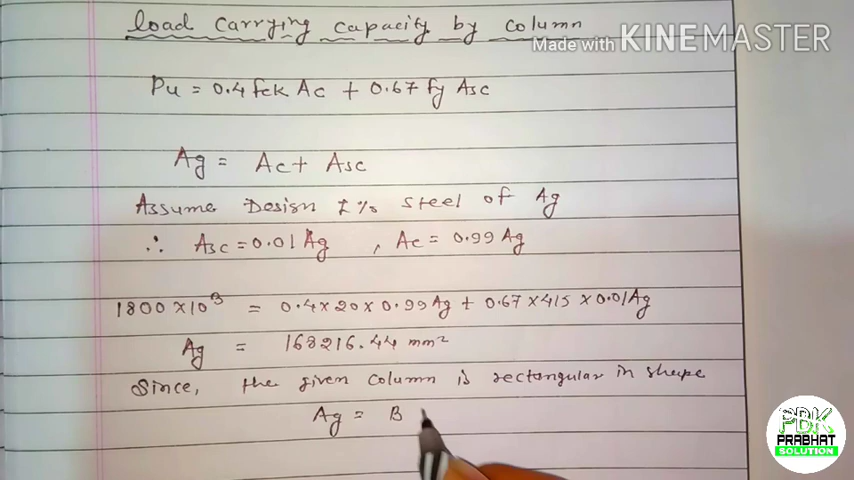 load carrying capacity by column
Made with KINEMASTER
Pu = 0.4 fck Ac + 0.67 fy Asc
Ag = Ac + Asc
Assume Design 1% steel of Ag
∴ Asc = 0.01 Ag , Ac = 0.99 Ag
1800 × 10³ = 0.4 × 20 × 0.99 Ag + 0.67 × 415 × 0.01 Ag
Ag = 168216.44 mm²
Since, the given column is rectangular in shape
Ag = B
PBK
PRABHAT
SOLUTION